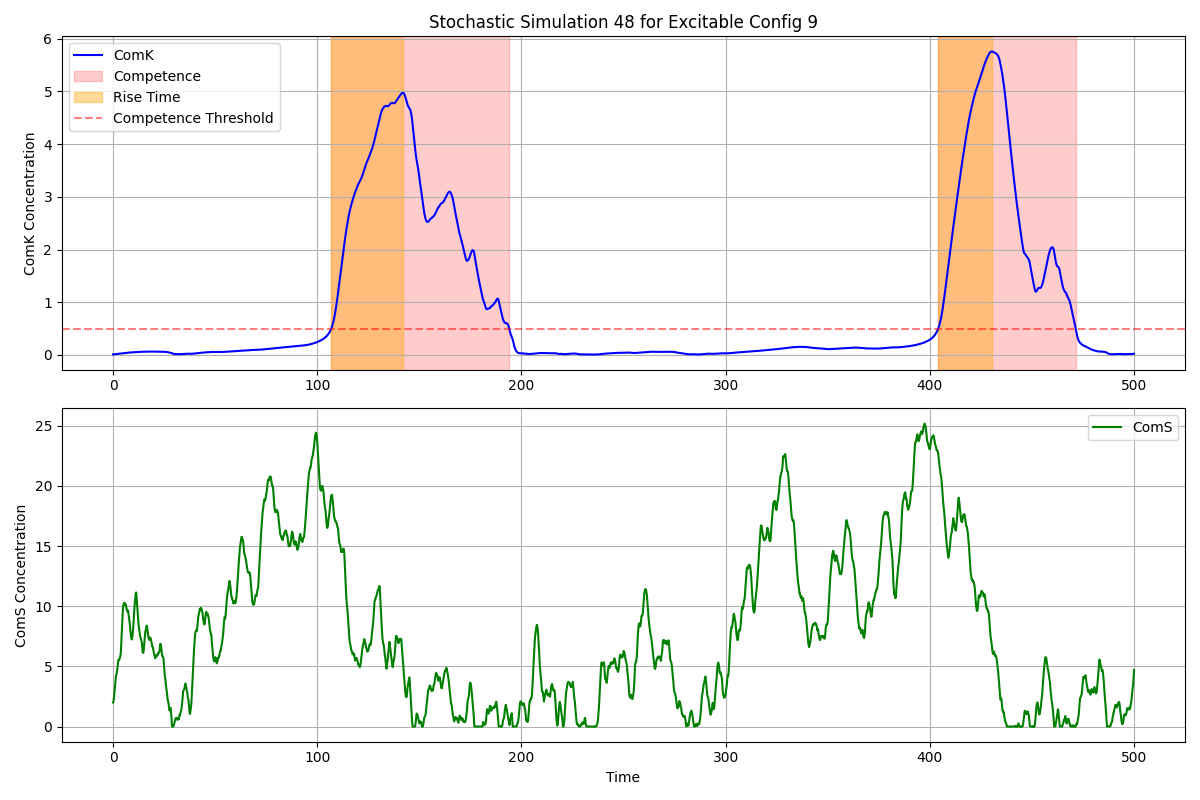 Stochastic Simulation 48 for Excitable Config 9
ComK Concentration
6
5
4
3
2
1
0
ComK
Competence
Rise Time
Competence Threshold
0 100 200 300 400 500
ComS Concentration
25
20
15
10
5
0
ComS
0 100 200 300 400 500
Time